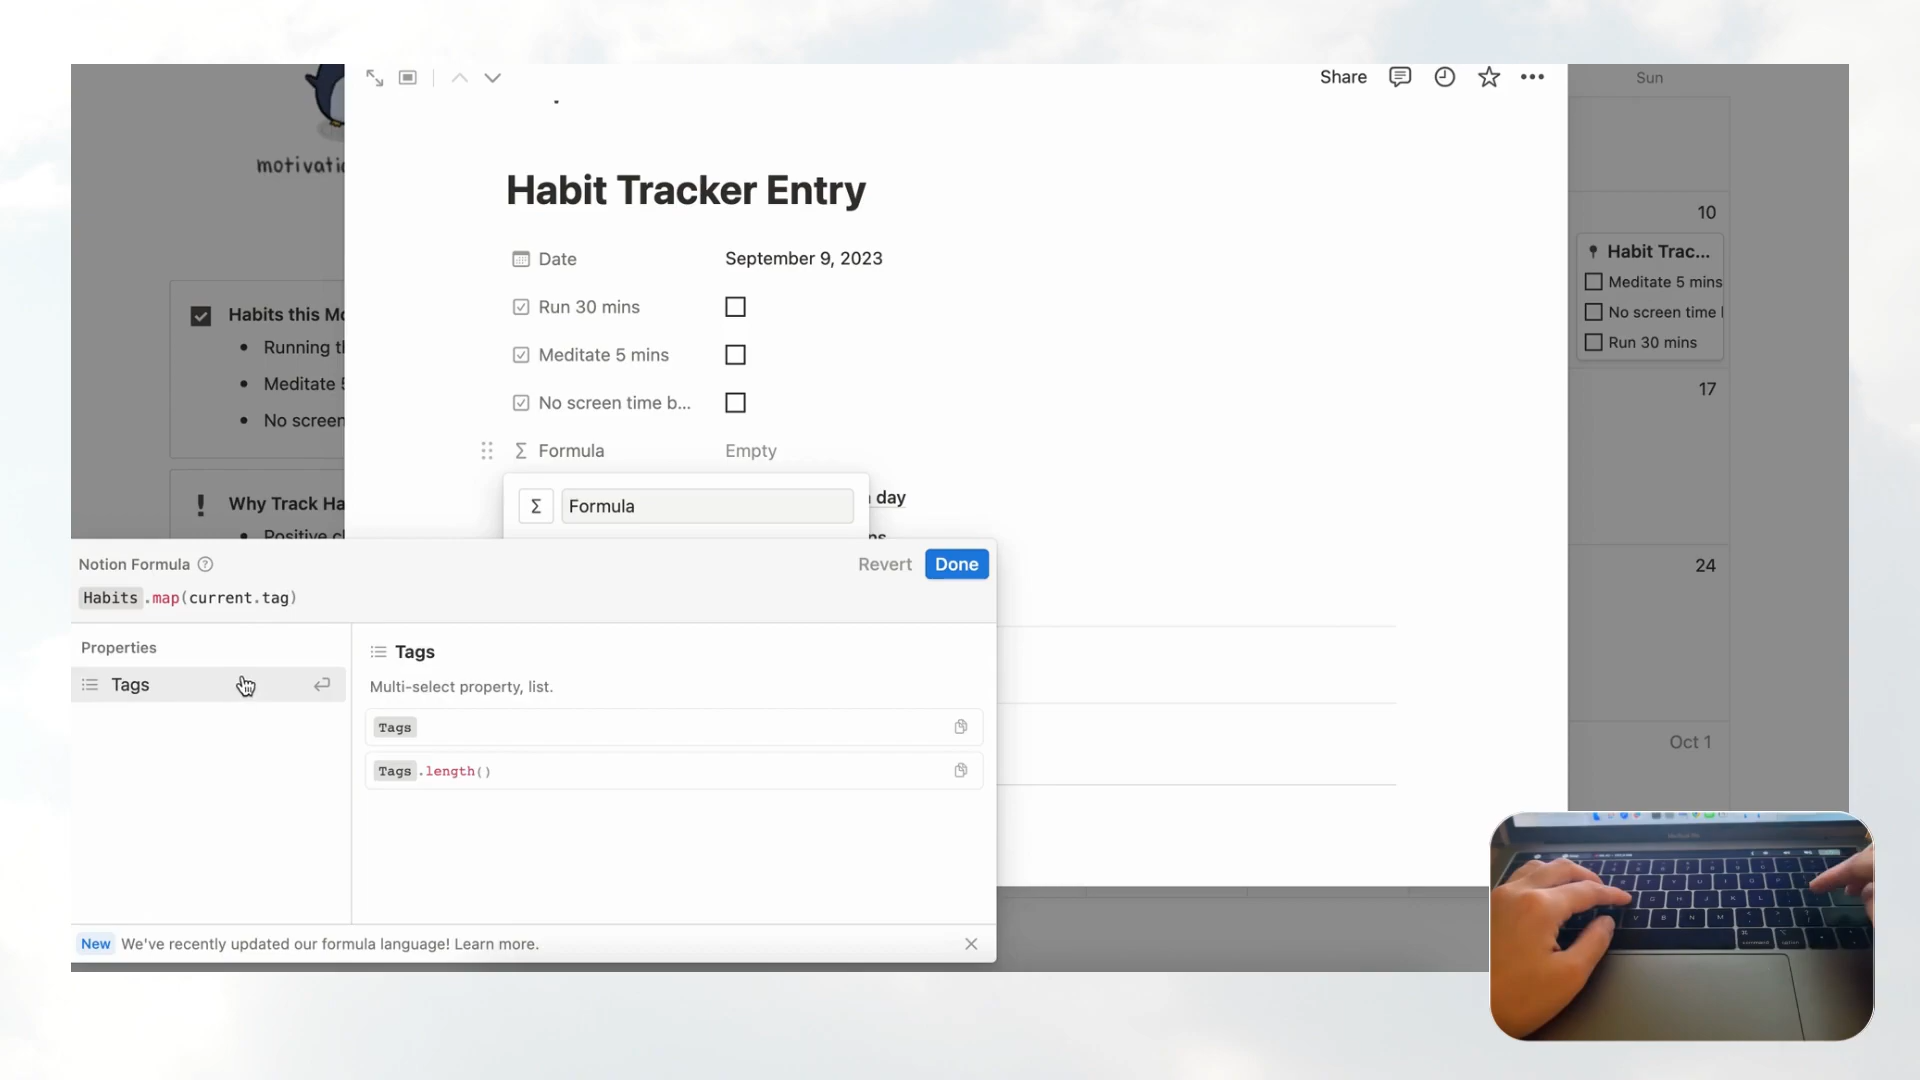 Share
Sun
motivati
Habit Tracker Entry
Date
September 9, 2023
Run 30 mins
Meditate 5 mins
No screen time b...
Formula
Empty
day
Formula
Habits this Mo
Running th
Meditate 5
No screen
Why Track Ha
Positive c
10
Habit Trac...
Meditate 5 mins
No screen time
Run 30 mins
17
24
Oct 1
Notion Formula
Revert
Done
Habits.map(current.tag)
Properties
Tags
Tags
Multi-select property, list.
Tags
Tags.length()
New We've recently updated our formula language! Learn more.